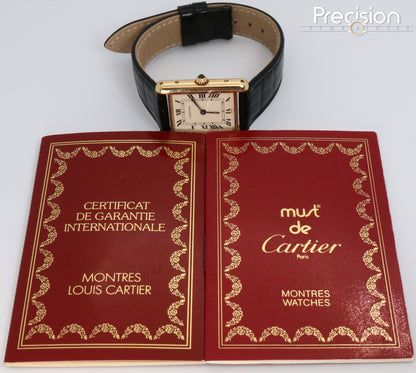 Precision
CERTIFICAT
DE GARANTIE
INTERNATIONALE
MONTRES
LOUIS CARTIER
must
de
Cartier
Paris
MONTRES
WATCHES